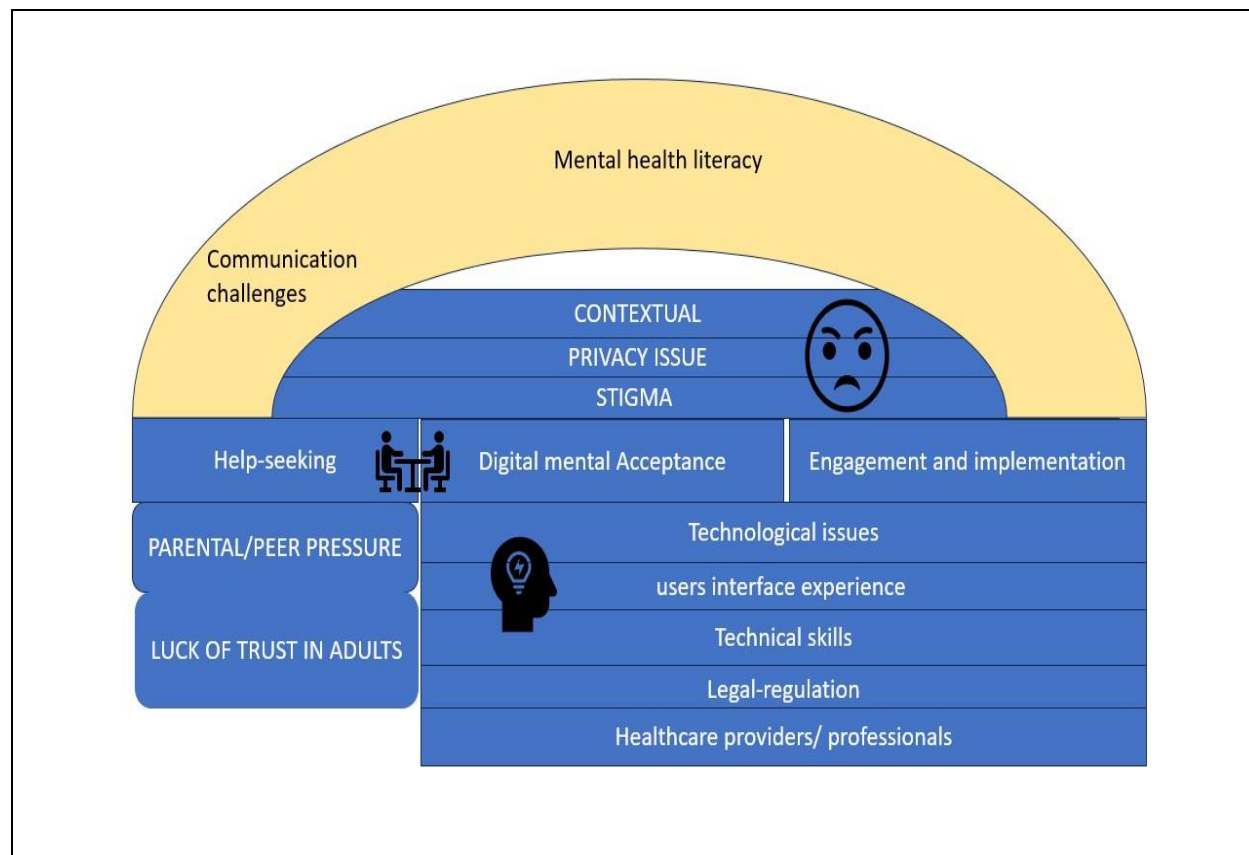 Mental health literacy
Communication
challenges
CONTEXTUAL
PRIVACY ISSUE
STIGMA
Help-seeking
Digital mental Acceptance
Engagement and implementation
PARENTAL/PEER PRESSURE
LUCK OF TRUST IN ADULTS
Technological issues
users interface experience
Technical skills
Legal-regulation
Healthcare providers/ professionals